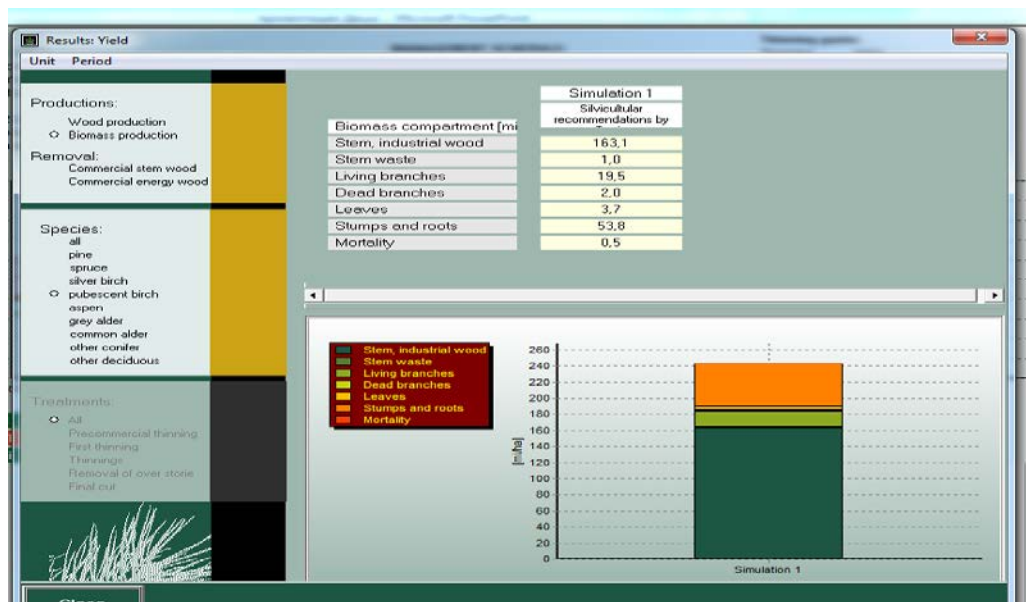 Results: Yield
Unit Period
Productions:
Wood production
Biomass production
Removal:
Commercial stem wood
Commercial energy wood
Species:
all
pine
spruce
silver birch
pubescent birch
aspen
grey alder
common alder
other conifer
other deciduous
Treatments:
All
Precommercial thinning
First thinning
Thinnings
Removal of over storie
Final cut
Simulation 1
Silvicultular
recommendations by
Biomass compartment [mi
Stem, industrial wood 163,1
Stem waste 1,0
Living branches 19,5
Dead branches 2,0
Leaves 3,7
Stumps and roots 53,8
Mortality 0,5
Stem, industrial wood
Stem waste
Living branches
Dead branches
Leaves
Stumps and roots
Mortality
[m/ha]
260
240
220
200
180
160
140
120
100
80
60
40
20
0
Simulation 1